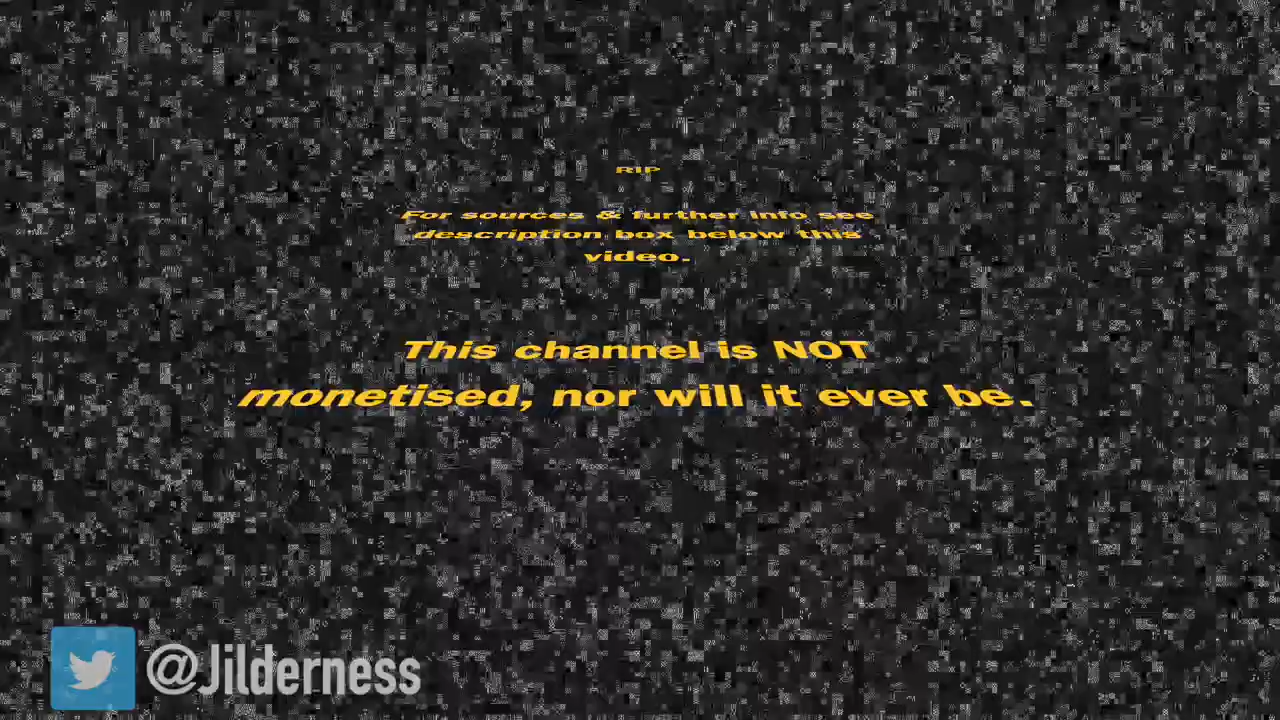 RIP
For sources & further info see
description box below this
video.
This channel is NOT
monetised, nor will it ever be.
@Jilderness